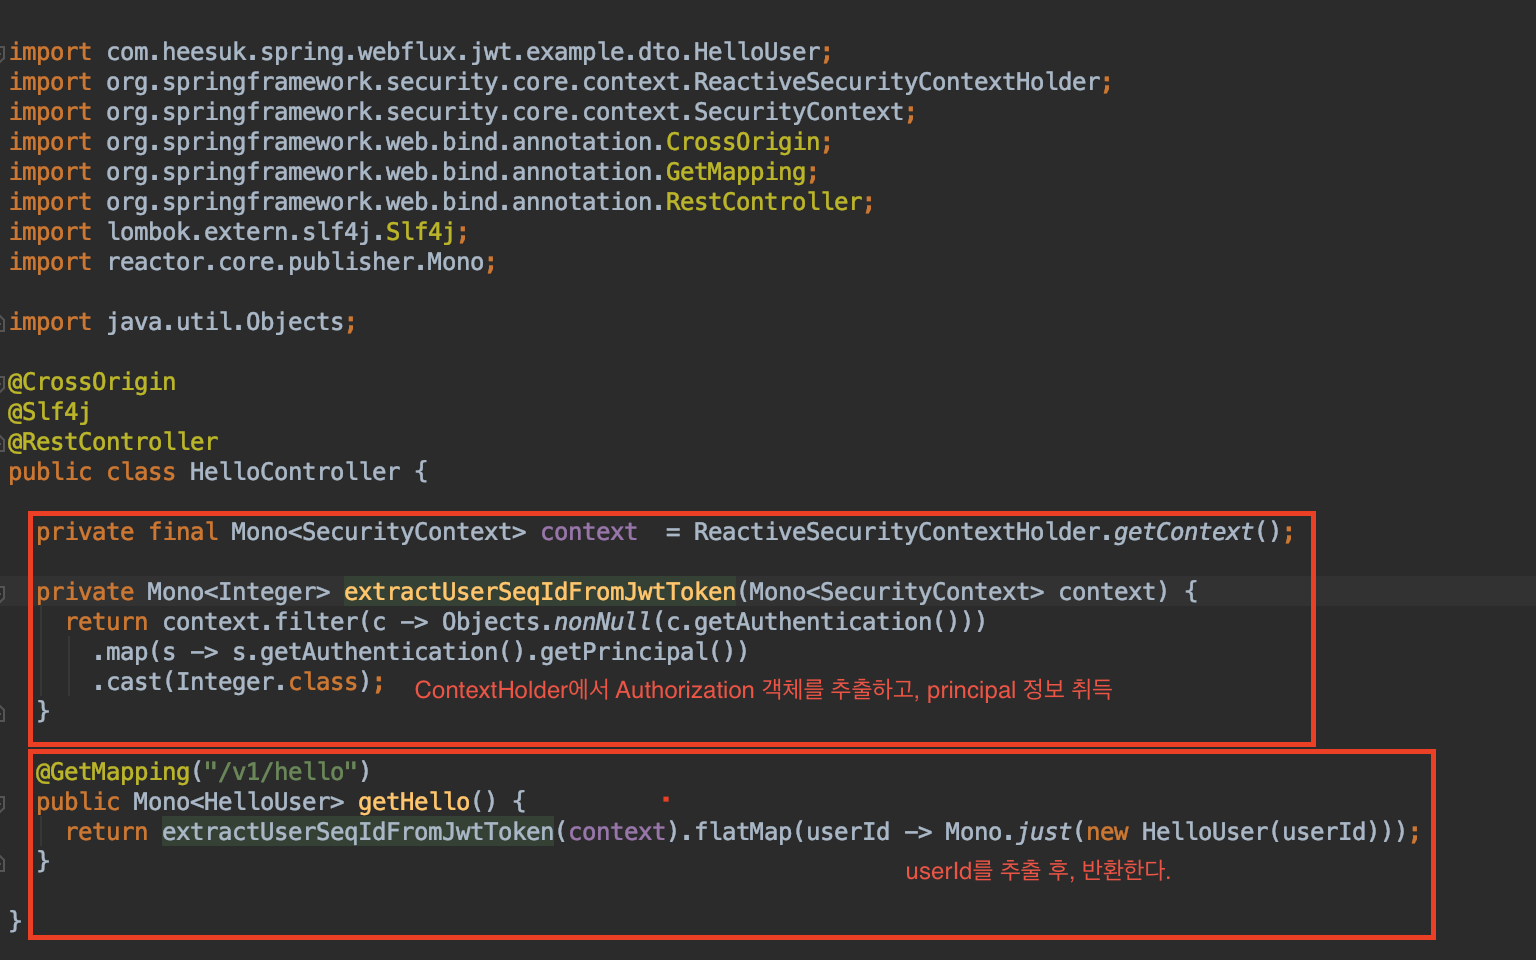 import com.heesuk.spring.webflux.jwt.example.dto.HelloUser;
import org.springframework.security.core.context.ReactiveSecurityContextHolder;
import org.springframework.security.core.context.SecurityContext;
import org.springframework.web.bind.annotation.CrossOrigin;
import org.springframework.web.bind.annotation.GetMapping;
import org.springframework.web.bind.annotation.RestController;
import lombok.extern.slf4j.Slf4j;
import reactor.core.publisher.Mono;
import java.util.Objects;
@CrossOrigin
@Slf4j
@RestController
public class HelloController {
private final Mono<SecurityContext> context  = ReactiveSecurityContextHolder.getContext();
private Mono<Integer> extractUserSeqIdFromJwtToken(Mono<SecurityContext> context) {
return context.filter(c -> Objects.nonNull(c.getAuthentication()))
.map(s -> s.getAuthentication().getPrincipal())
.cast(Integer.class);
ContextHolder에서 Authorization 객체를 추출하고, principal 정보 취득
}
@GetMapping("/v1/hello")
public Mono<HelloUser> getHello() {
return extractUserSeqIdFromJwtToken(context).flatMap(userId -> Mono.just(new HelloUser(userId)));
}
userId를 추출 후, 반환한다.
}